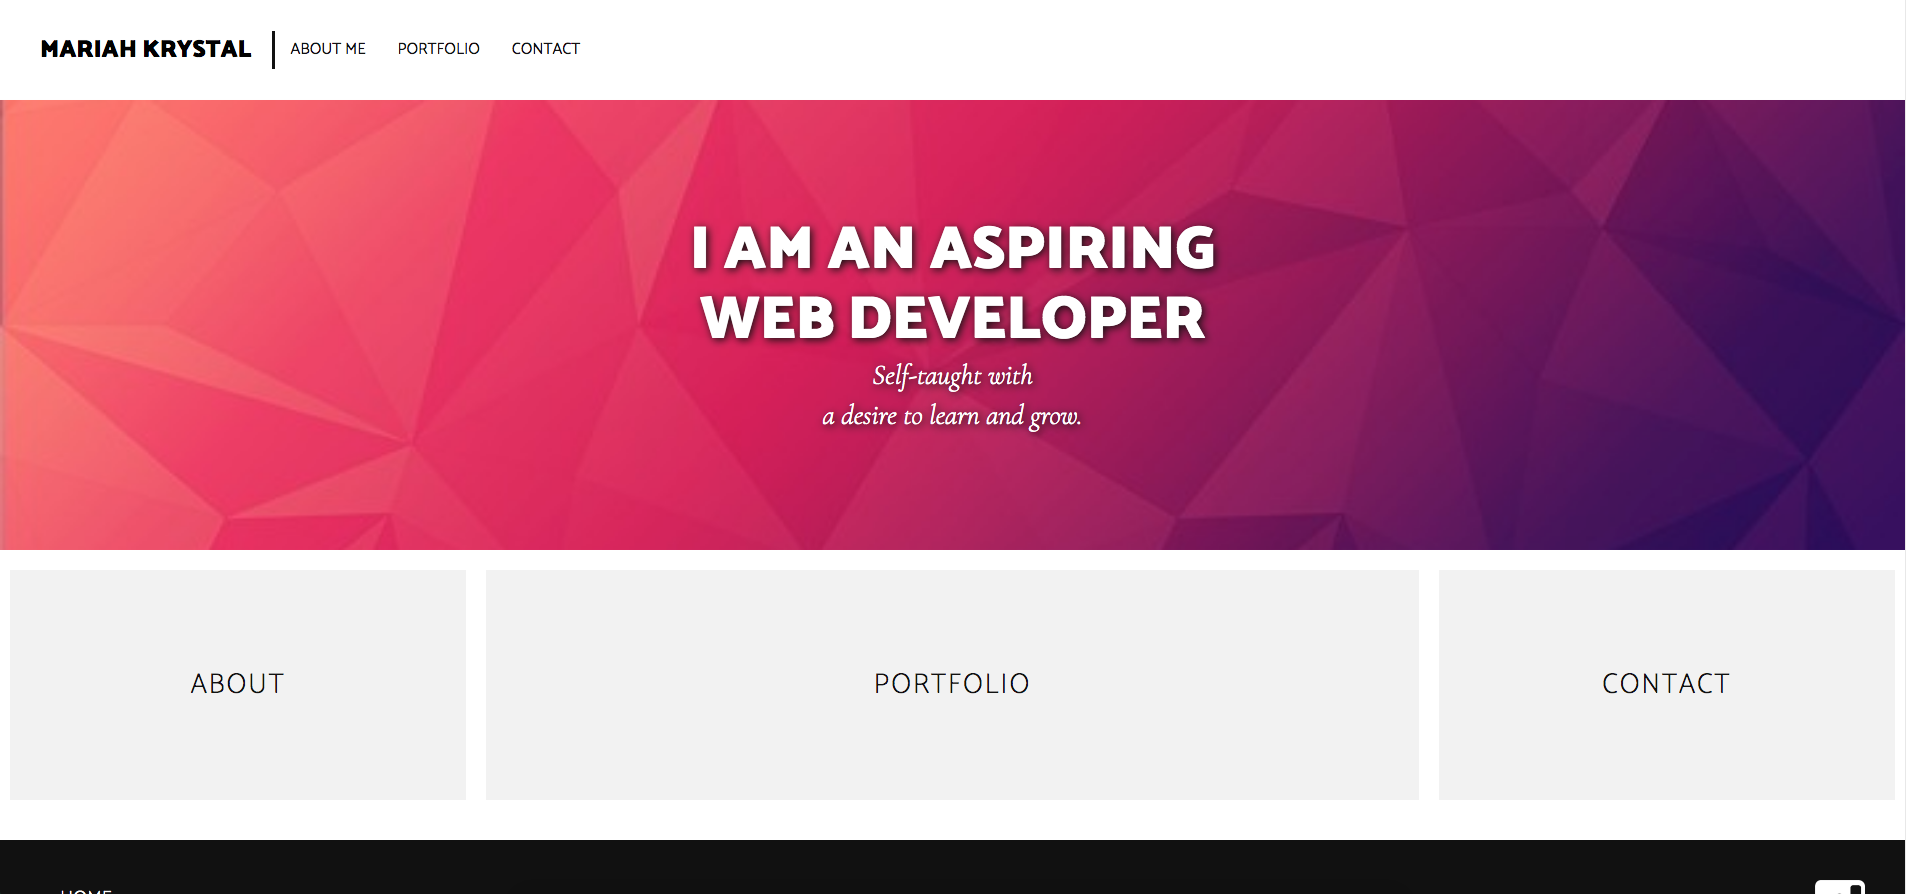 MARIAH KRYSTAL
ABOUT ME PORTFOLIO CONTACT
I AM AN ASPIRING
WEB DEVELOPER
Self-taught with
a desire to learn and grow.
ABOUT PORTFOLIO CONTACT
HOME